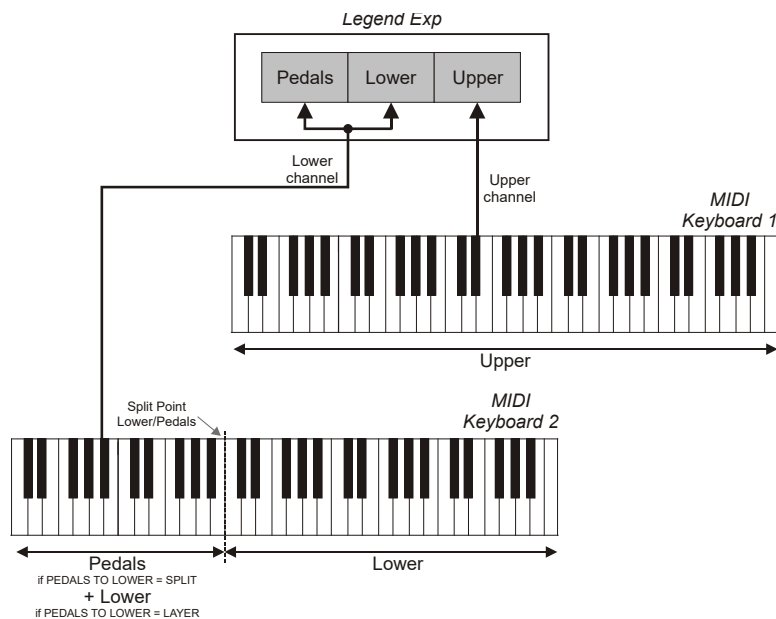 Legend Exp
Pedals Lower Upper
Lower
channel
Upper
channel
MIDI
Keyboard 1
Upper
Split Point
Lower/Pedals
MIDI
Keyboard 2
Pedals
if PEDALS TO LOWER = SPLIT
+ Lower
if PEDALS TO LOWER = LAYER
Lower